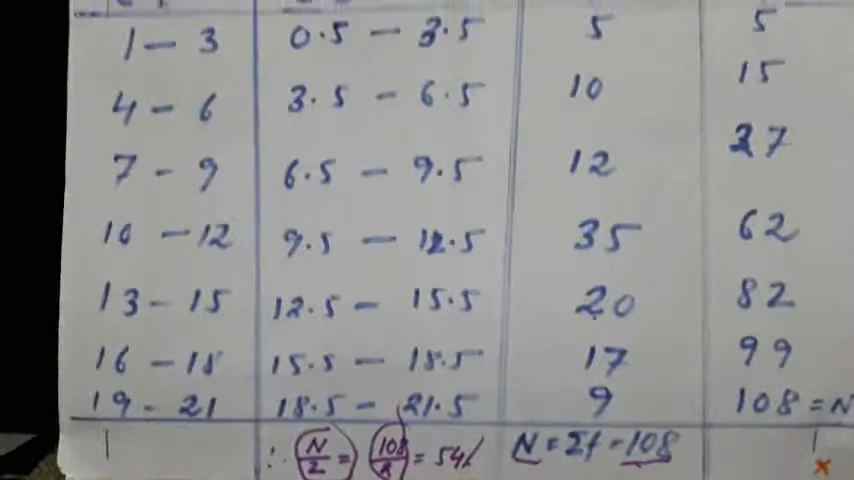 1 - 3 0.5 - 3.5 5 5
4 - 6 3.5 - 6.5 10 15
7 - 9 6.5 - 9.5 12 27
10 - 12 9.5 - 12.5 35 62
13 - 15 12.5 - 15.5 20 82
16 - 18 15.5 - 18.5 17 99
19 - 21 18.5 - 21.5 9 108 = N
∴ N/2 = 108/2 = 54 N = Σf = 108